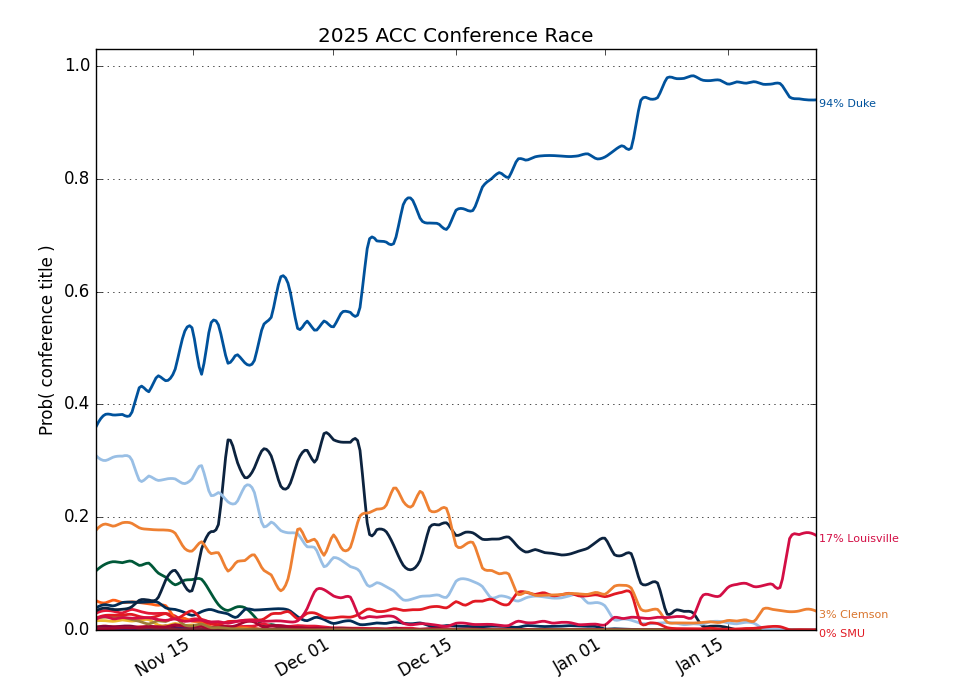 2025 ACC Conference Race
Prob( conference title )
1.0
0.8
0.6
0.4
0.2
0.0
94% Duke
17% Louisville
3% Clemson
0% SMU
Nov 15
Dec 01
Dec 15
Jan 01
Jan 15